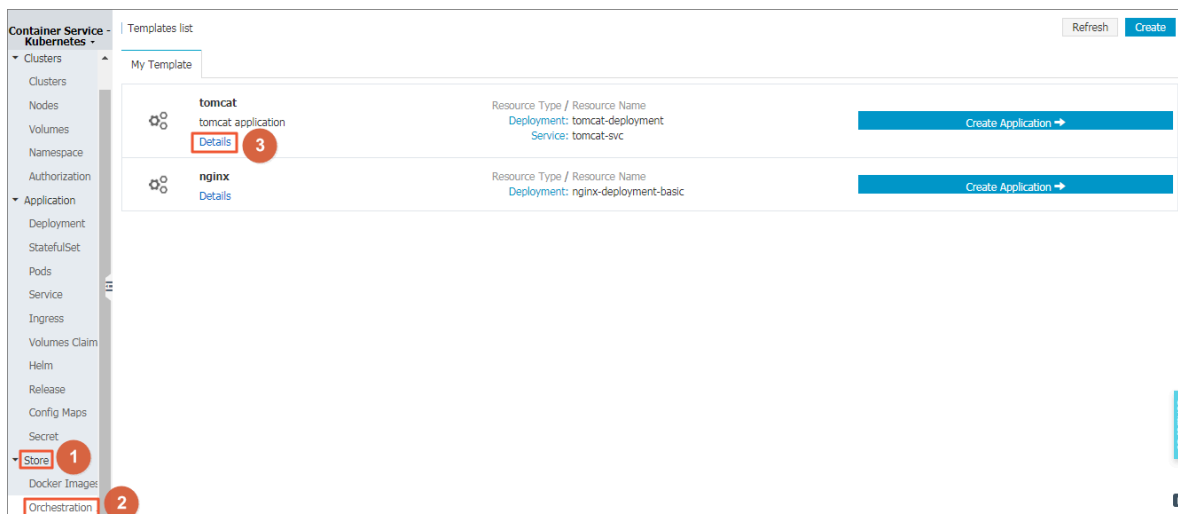 Container Service -
Kubernetes
Clusters
Clusters
Nodes
Volumes
Namespace
Authorization
Application
Deployment
StatefulSet
Pods
Service
Ingress
Volumes Claim
Helm
Release
Config Maps
Secret
Store 1
Docker Images
Orchestration 2
Templates list
Refresh Create
My Template
tomcat
tomcat application
Details 3
Resource Type / Resource Name
Deployment: tomcat-deployment
Service: tomcat-svc
Create Application
nginx
Details
Resource Type / Resource Name
Deployment: nginx-deployment-basic
Create Application